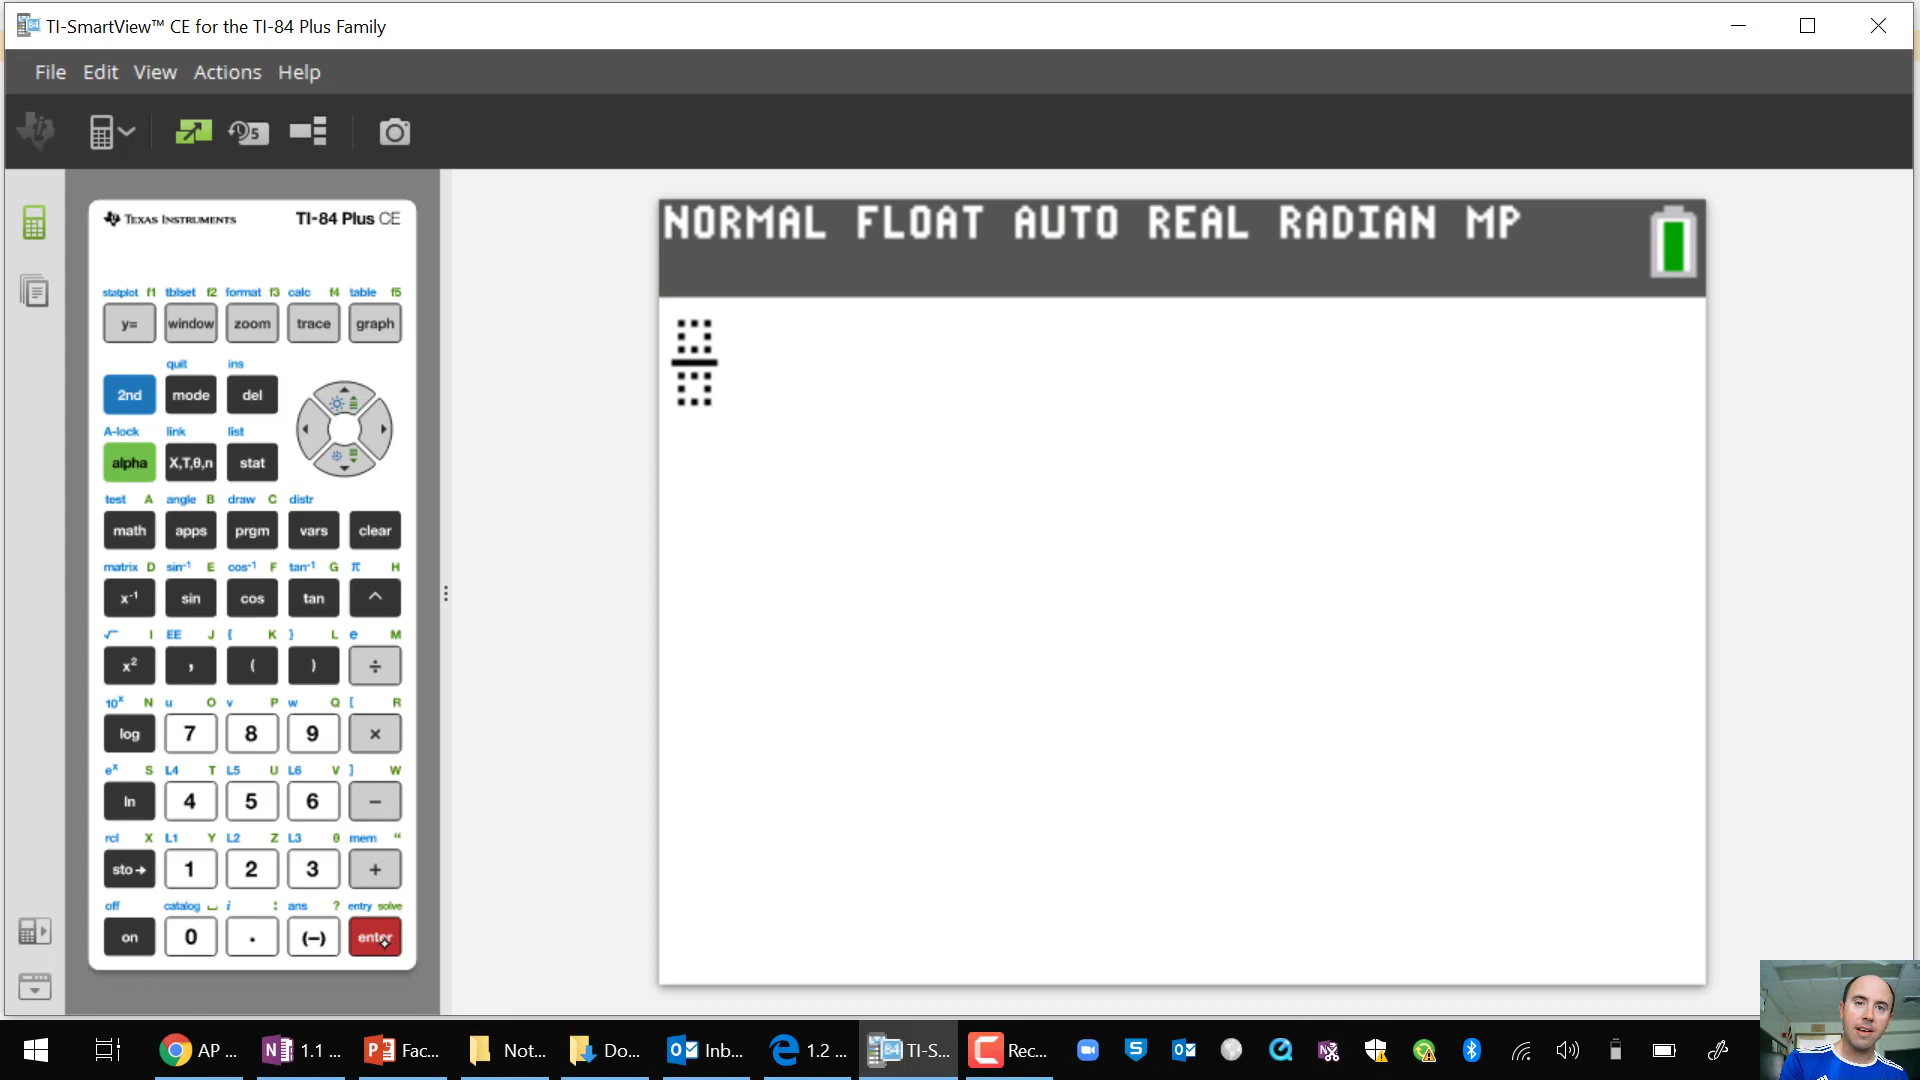 TI-SmartView™ CE for the TI-84 Plus Family
File Edit View Actions Help
5
TEXAS INSTRUMENTS TI-84 Plus CE
NORMAL FLOAT AUTO REAL RADIAN MP
statplot f1 tblset f2 format f3 calc f4 table f5
y= window zoom trace graph
quit ins
2nd mode del
A-lock link list
alpha X,T,θ,n stat
test A angle B draw C distr
math apps prgm vars clear
matrix D sin⁻¹ E cos⁻¹ F tan⁻¹ G π H
x⁻¹ sin cos tan ^
√ I EE J { K } L e M
x² , ( ) ÷
10ˣ N u O v P w Q [ R
log 7 8 9 ×
eˣ S L4 T L5 U L6 V ] W
ln 4 5 6 −
rcl X L1 Y L2 Z L3 θ mem “
sto→ 1 2 3 +
off catalog ⎵ i : ans ? entry solve
on 0 . (−) enter
AP ... 1.1 ... Fac... Not... Do... Inb... 1.2 ... TI-S... Rec...